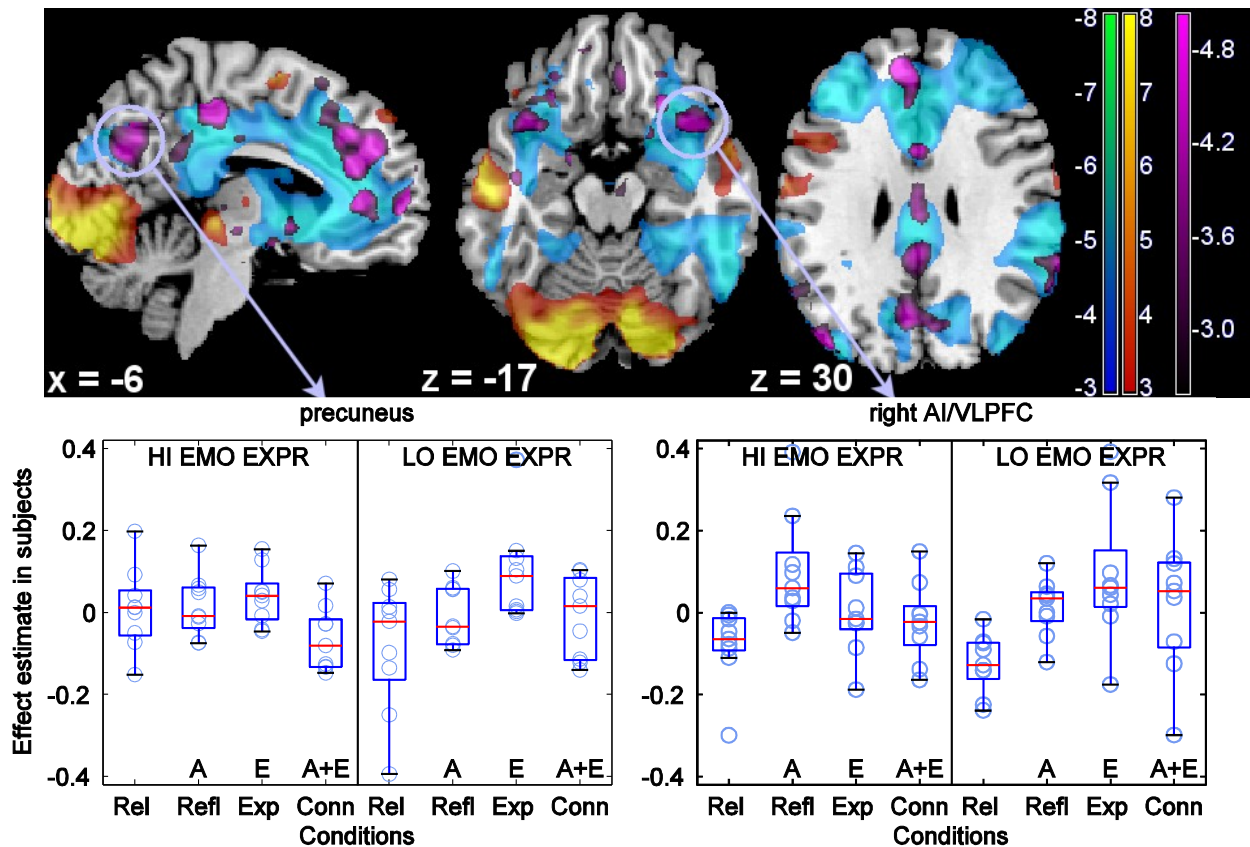 -8 8
-7 7
-6 6
-5 5
-4 4
-3 3
-4.8
-4.2
-3.6
-3.0
x = -6
z = -17
z = 30
precuneus
right AI/VLPFC
Effect estimate in subjects
0.4
0.2
0
-0.2
-0.4
HI EMO EXPR LO EMO EXPR
A E A+E A E A+E
Rel Refl Exp Conn Rel Refl Exp Conn
Conditions
0.4
0.2
0
-0.2
-0.4
HI EMO EXPR LO EMO EXPR
A E A+E A E A+E
Rel Refl Exp Conn Rel Refl Exp Conn
Conditions